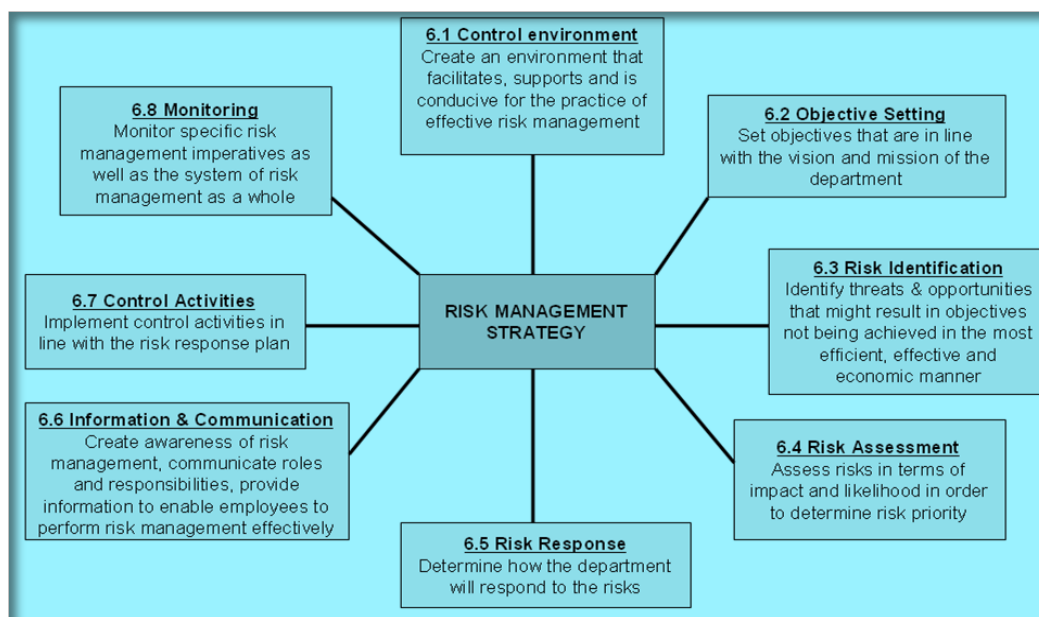 6.1 Control environment
Create an environment that
facilitates, supports and is
conducive for the practice of
effective risk management
6.2 Objective Setting
Set objectives that are in line
with the vision and mission of the
department
6.3 Risk Identification
Identify threats & opportunities
that might result in objectives
not being achieved in the most
efficient, effective and
economic manner
6.4 Risk Assessment
Assess risks in terms of
impact and likelihood in order
to determine risk priority
6.5 Risk Response
Determine how the department
will respond to the risks
6.6 Information & Communication
Create awareness of risk
management, communicate roles
and responsibilities, provide
information to enable employees to
perform risk management effectively
6.7 Control Activities
Implement control activities in
line with the risk response plan
6.8 Monitoring
Monitor specific risk
management imperatives as
well as the system of risk
management as a whole
RISK MANAGEMENT
STRATEGY